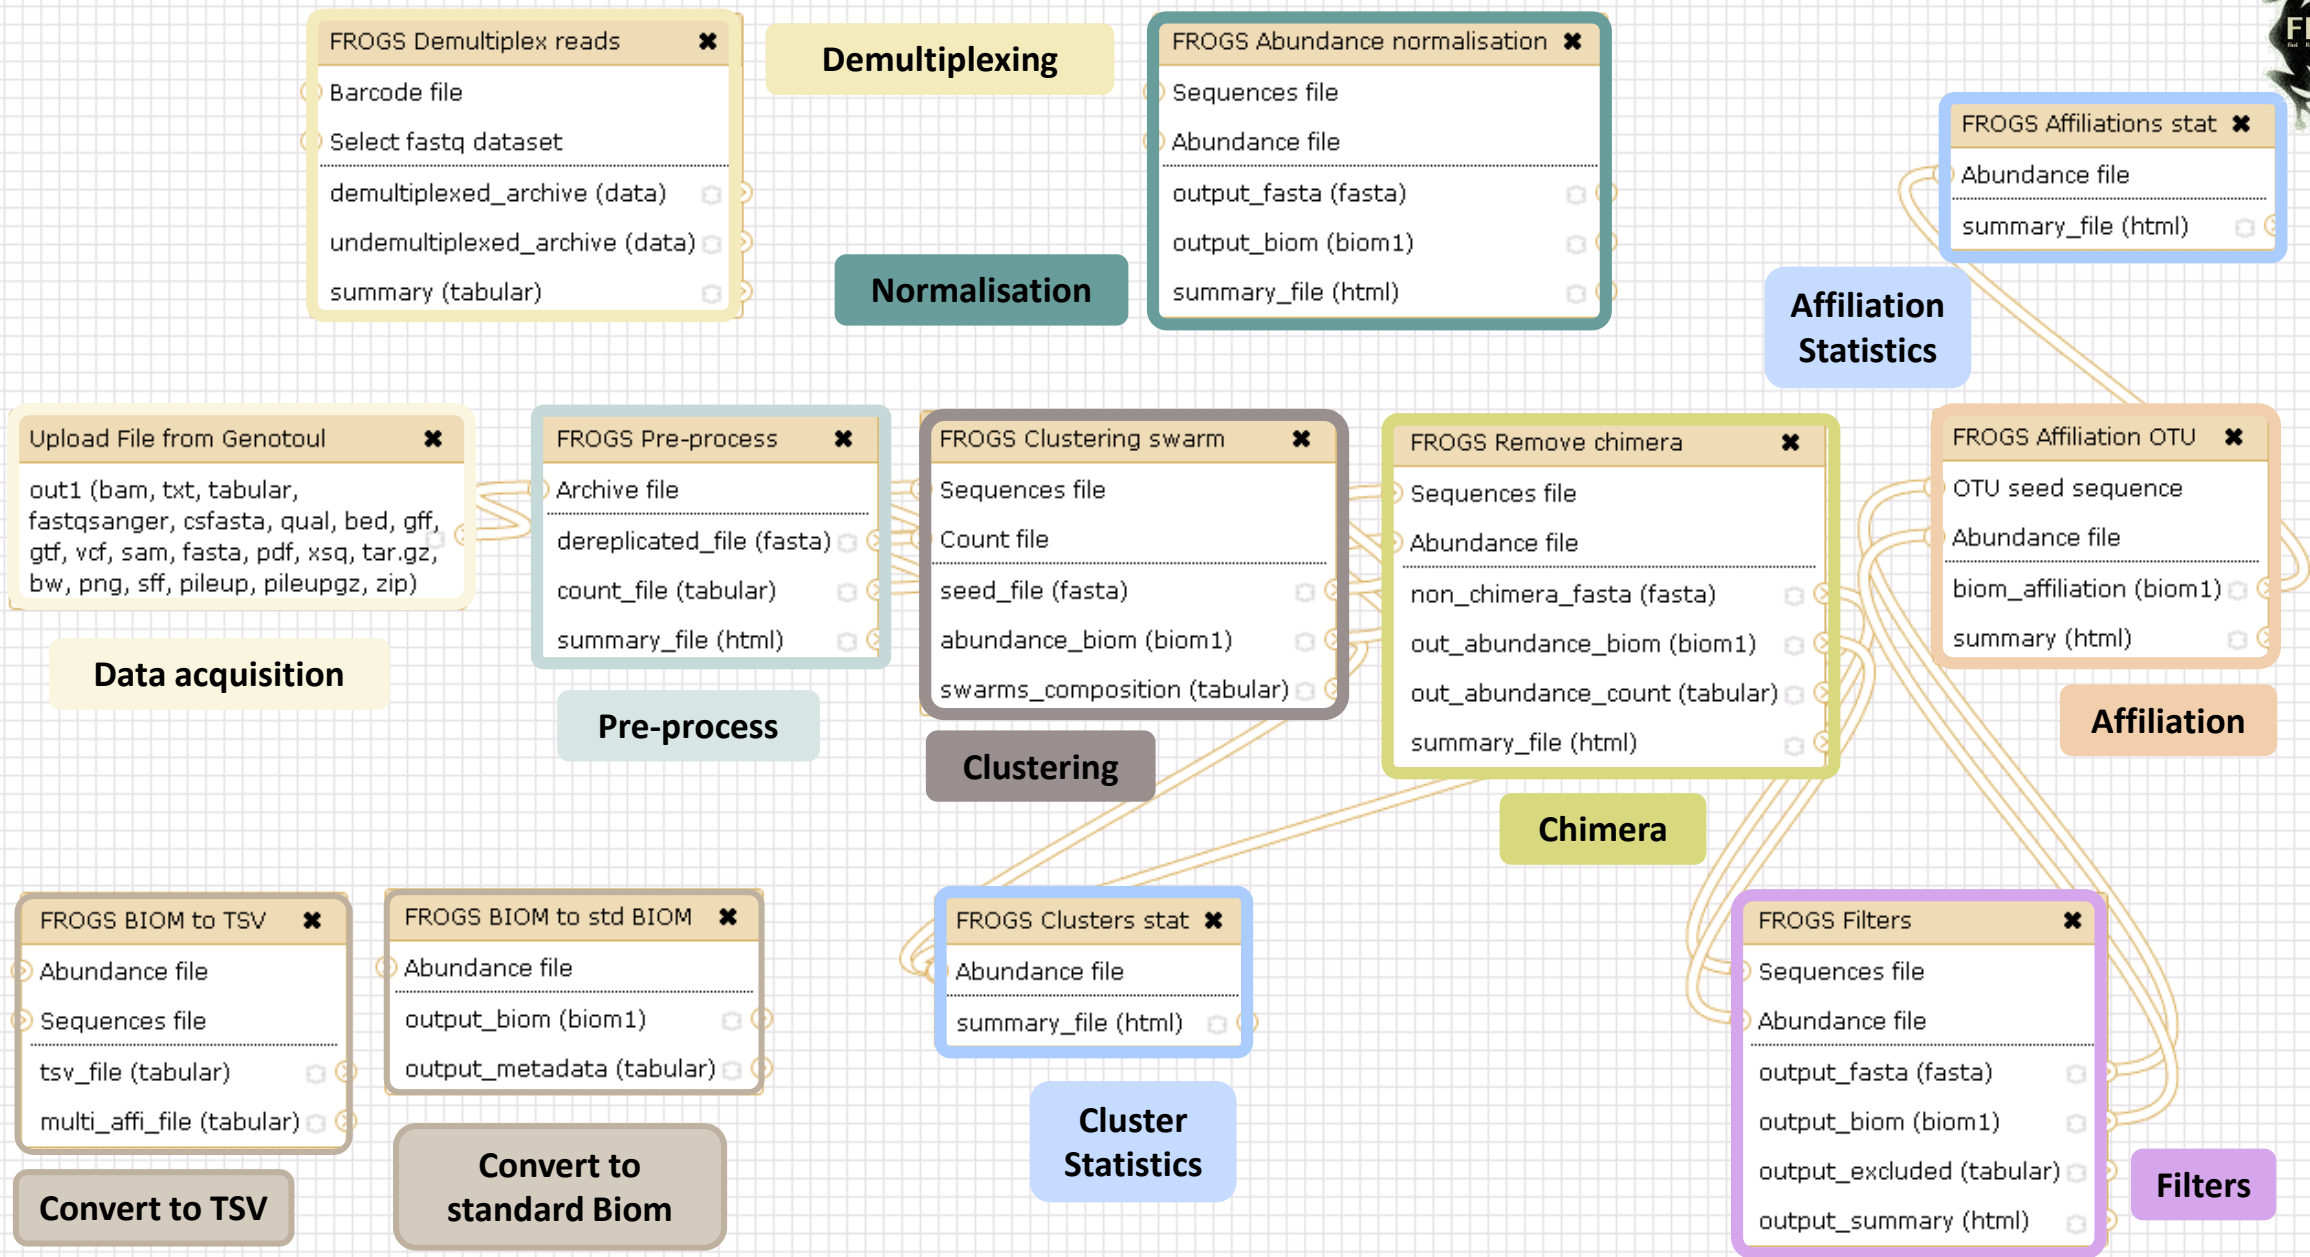 FROGS Demultiplex reads
Barcode file
Select fastq dataset
demultiplexed_archive (data)
undemultiplexed_archive (data)
summary (tabular)
Demultiplexing
FROGS Abundance normalisation
Sequences file
Abundance file
output_fasta (fasta)
output_biom (biom1)
summary_file (html)
Normalisation
FROGS Affiliations stat
Abundance file
summary_file (html)
Affiliation
Statistics
Upload File from Genotoul
out1 (bam, txt, tabular,
fastqsanger, csfasta, qual, bed, gff,
gtf, vcf, sam, fasta, pdf, xsq, tar.gz,
bw, png, sff, pileup, pileupgz, zip)
Data acquisition
FROGS Pre-process
Archive file
dereplicated_file (fasta)
count_file (tabular)
summary_file (html)
Pre-process
FROGS Clustering swarm
Sequences file
Count file
seed_file (fasta)
abundance_biom (biom1)
swarms_composition (tabular)
Clustering
FROGS Remove chimera
Sequences file
Abundance file
non_chimera_fasta (fasta)
out_abundance_biom (biom1)
out_abundance_count (tabular)
summary_file (html)
Chimera
FROGS Affiliation OTU
OTU seed sequence
Abundance file
biom_affiliation (biom1)
summary (html)
Affiliation
FROGS BIOM to TSV
Abundance file
Sequences file
tsv_file (tabular)
multi_affi_file (tabular)
Convert to TSV
FROGS BIOM to std BIOM
Abundance file
output_biom (biom1)
output_metadata (tabular)
Convert to
standard Biom
FROGS Clusters stat
Abundance file
summary_file (html)
Cluster
Statistics
FROGS Filters
Sequences file
Abundance file
output_fasta (fasta)
output_biom (biom1)
output_excluded (tabular)
output_summary (html)
Filters